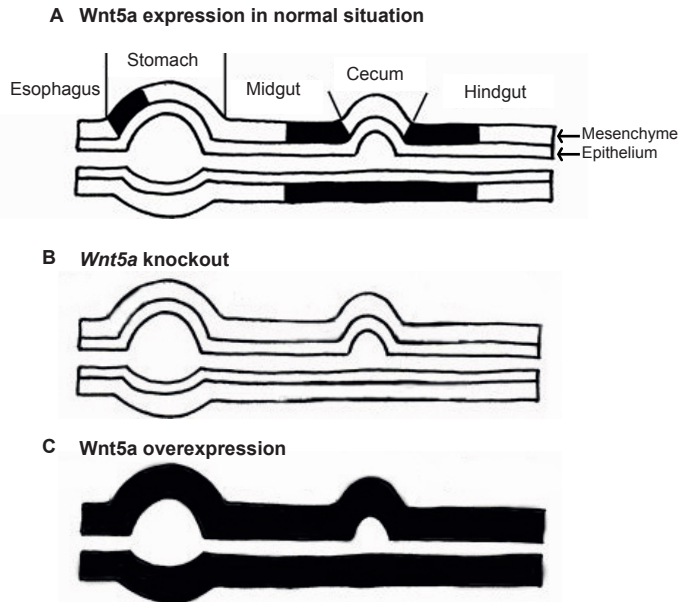 A Wnt5a expression in normal situation
Stomach
Cecum
Esophagus
Midgut
Hindgut
Mesenchyme
Epithelium
B Wnt5a knockout
C Wnt5a overexpression